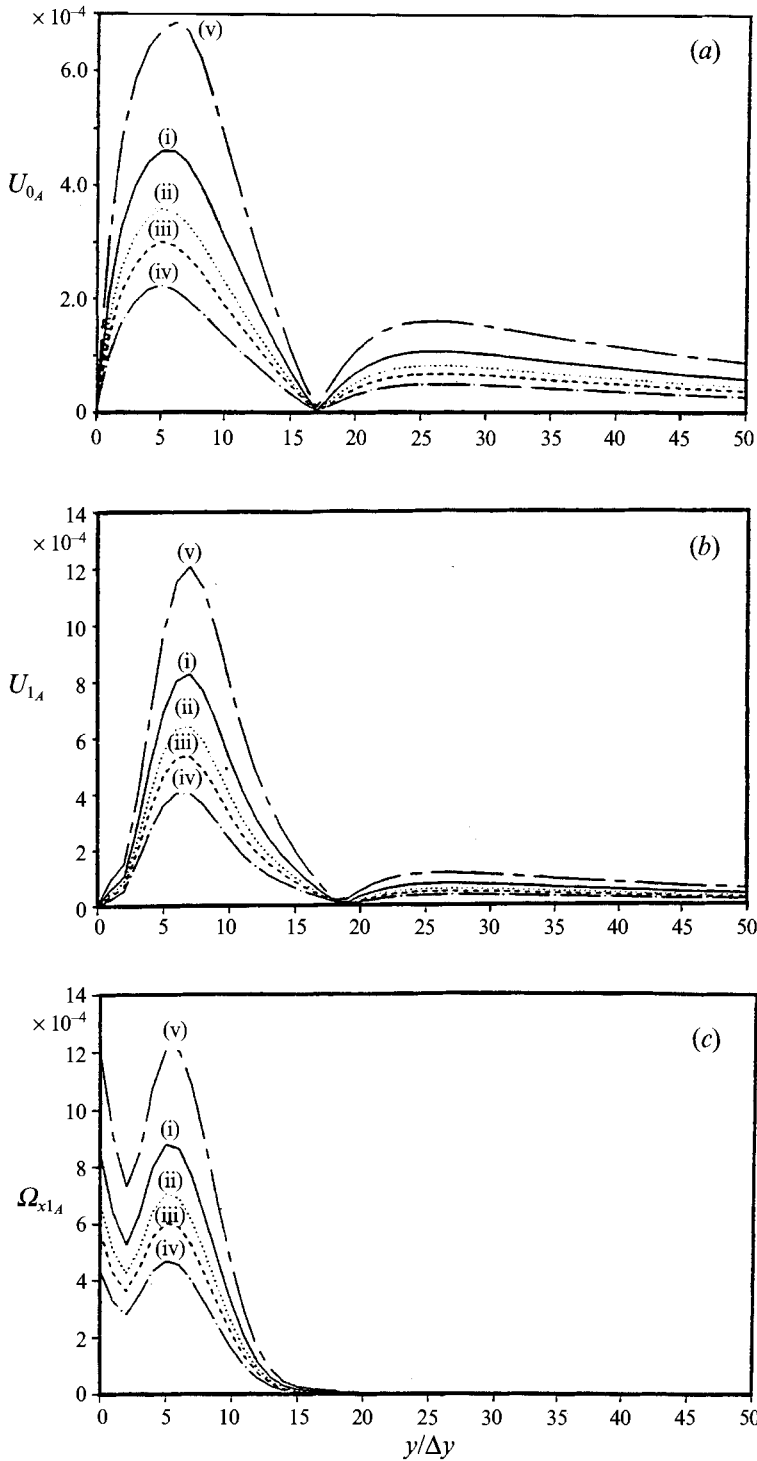 × 10⁻⁴
(a)
(v)
6.0
(i)
4.0
U₀A
(ii)
(iii)
(iv)
2.0
0
0 5 10 15 20 25 30 35 40 45 50
14
× 10⁻⁴
(b)
(v)
12
10
U₁A
(i)
8
(ii)
6
(iii)
(iv)
4
2
0
0 5 10 15 20 25 30 35 40 45 50
14
× 10⁻⁴
(c)
(v)
12
10
(i)
8
Ωx1A
(ii)
(iii)
6
(iv)
4
2
0
0 5 10 15 20 25 30 35 40 45 50
y/Δy